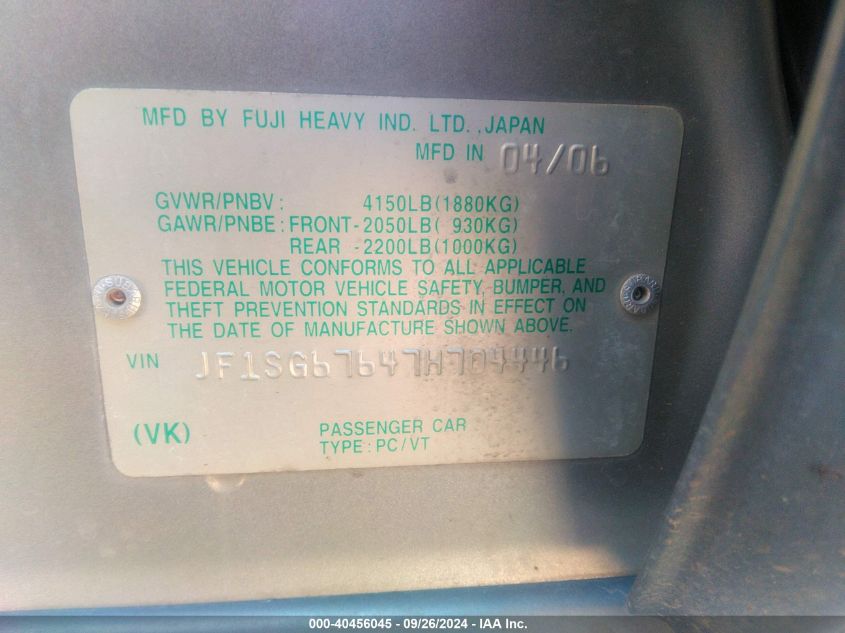 MFD BY FUJI HEAVY IND. LTD., JAPAN
MFD IN 04/06
GVWR/PNBV: 4150LB(1880KG)
GAWR/PNBE: FRONT-2050LB( 930KG)
REAR -2200LB(1000KG)
THIS VEHICLE CONFORMS TO ALL APPLICABLE
FEDERAL MOTOR VEHICLE SAFETY, BUMPER, AND
THEFT PREVENTION STANDARDS IN EFFECT ON
THE DATE OF MANUFACTURE SHOWN ABOVE.
VIN JF1SG67647H704446
(VK) PASSENGER CAR
TYPE: PC/VT
000-40456045 - 09/26/2024 - IAA Inc.